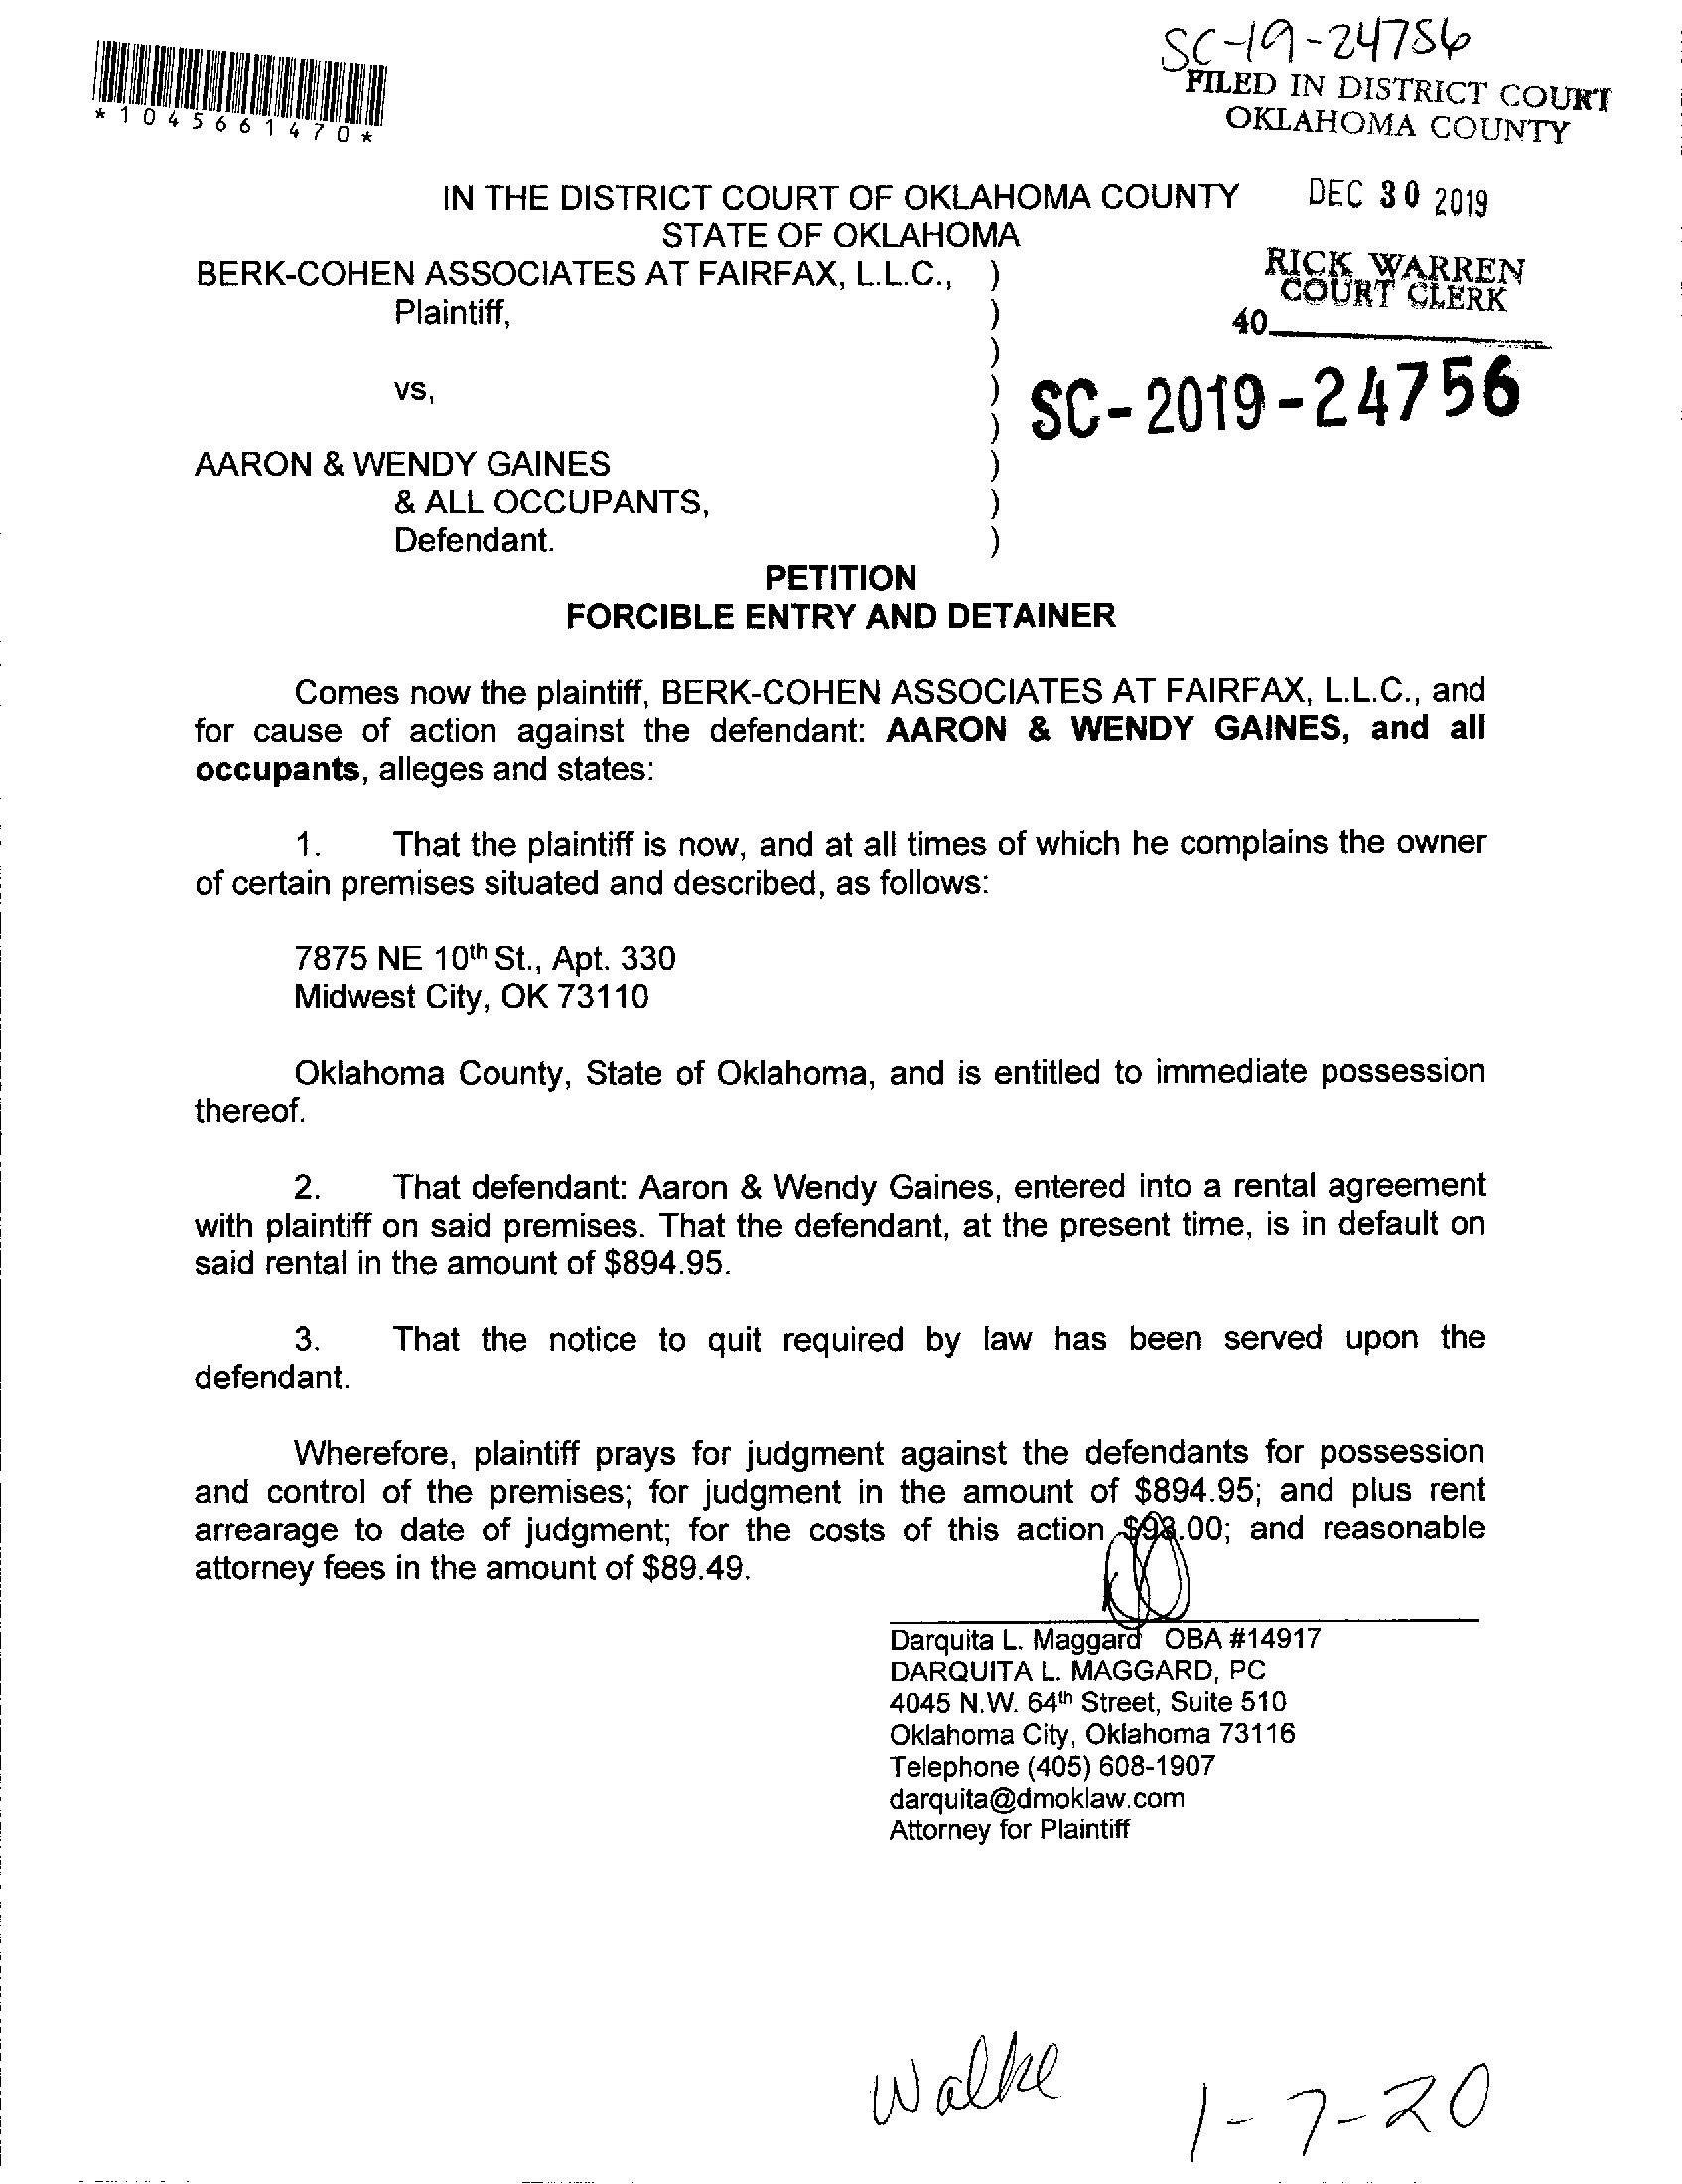 SC-19-24756
FILED IN DISTRICT COURT
OKLAHOMA COUNTY
*1045661470*
IN THE DISTRICT COURT OF OKLAHOMA COUNTY
DEC 30 2019
STATE OF OKLAHOMA
BERK-COHEN ASSOCIATES AT FAIRFAX, L.L.C., )
RICK WARREN
COURT CLERK
Plaintiff, )
40
)
vs, )
SC-2019-24756
)
AARON & WENDY GAINES )
& ALL OCCUPANTS, )
Defendant. )
PETITION
FORCIBLE ENTRY AND DETAINER
Comes now the plaintiff, BERK-COHEN ASSOCIATES AT FAIRFAX, L.L.C., and
for cause of action against the defendant: AARON & WENDY GAINES, and all
occupants, alleges and states:
1. That the plaintiff is now, and at all times of which he complains the owner
of certain premises situated and described, as follows:
7875 NE 10th St., Apt. 330
Midwest City, OK 73110
Oklahoma County, State of Oklahoma, and is entitled to immediate possession
thereof.
2. That defendant: Aaron & Wendy Gaines, entered into a rental agreement
with plaintiff on said premises. That the defendant, at the present time, is in default on
said rental in the amount of $894.95.
3. That the notice to quit required by law has been served upon the
defendant.
Wherefore, plaintiff prays for judgment against the defendants for possession
and control of the premises; for judgment in the amount of $894.95; and plus rent
arrearage to date of judgment; for the costs of this action and reasonable
attorney fees in the amount of $89.49.
Darquita L. Maggard OBA #14917
DARQUITA L. MAGGARD, PC
4045 N.W. 64th Street, Suite 510
Oklahoma City, Oklahoma 73116
Telephone (405) 608-1907
darquita@dmoklaw.com
Attorney for Plaintiff
Walke
1-7-20